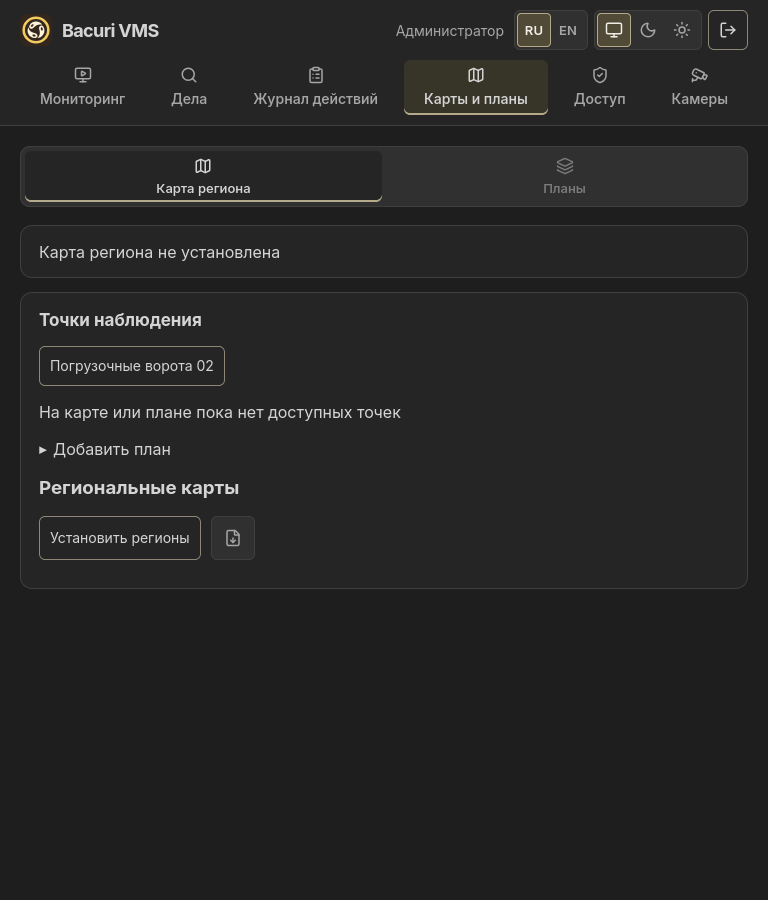 Bacuri VMS
Администратор
RU EN
Мониторинг
Дела
Журнал действий
Карты и планы
Доступ
Камеры
Карта региона
Планы
Карта региона не установлена
Точки наблюдения
Погрузочные ворота 02
На карте или плане пока нет доступных точек
Добавить план
Региональные карты
Установить регионы